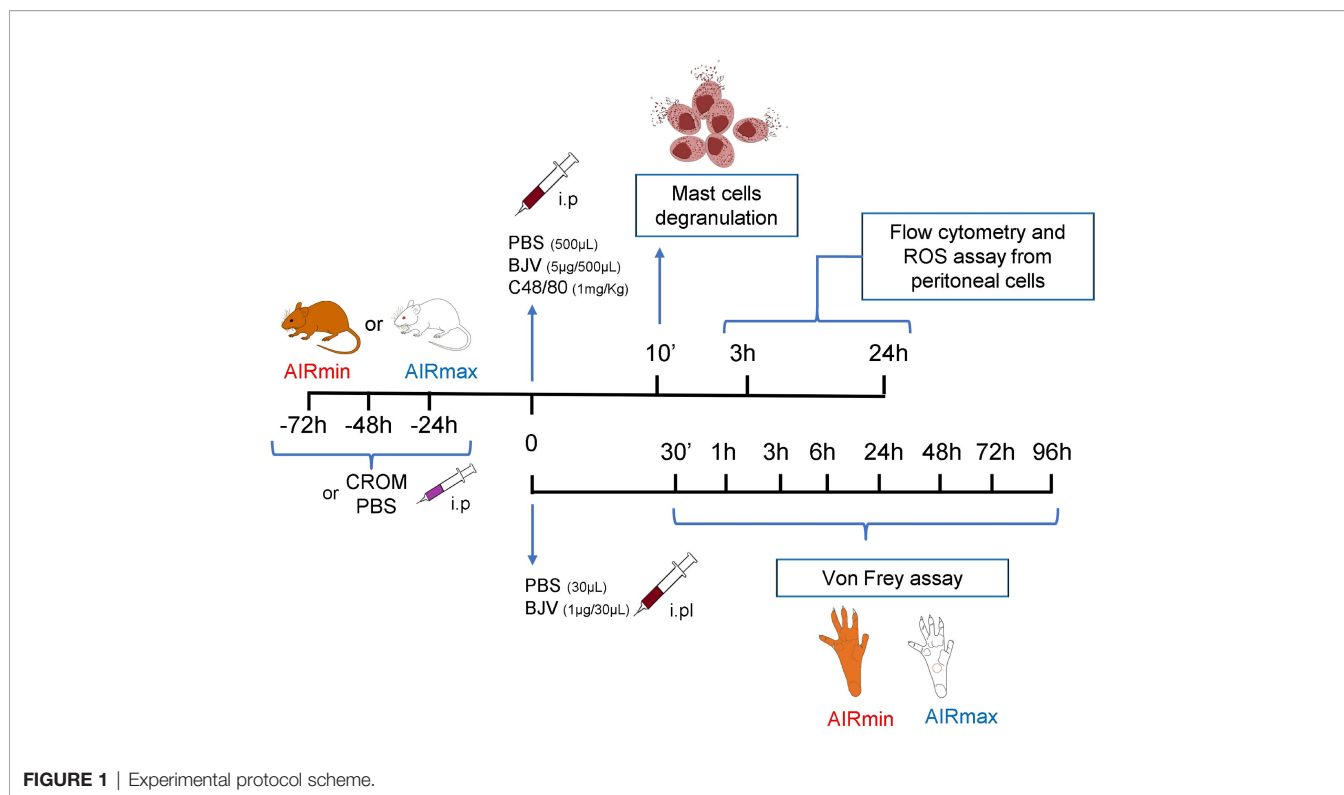 Mast cells
degranulation
i.p
PBS (500µL)
BJV (5µg/500µL)
C48/80 (1mg/Kg)
Flow cytometry and
ROS assay from
peritoneal cells
or
AIRmin AIRmax
10’ 3h 24h
-72h -48h -24h 0
30’ 1h 3h 6h 24h 48h 72h 96h
or CROM
PBS
i.p
PBS (30µL)
BJV (1µg/30µL)
i.pl
Von Frey assay
AIRmin AIRmax
FIGURE 1 | Experimental protocol scheme.